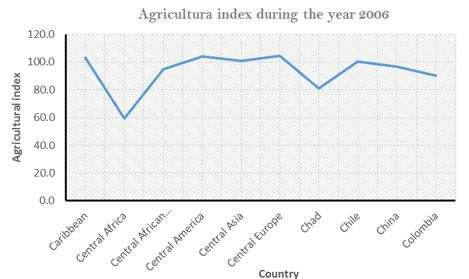 Agricultura index during the year 2006
120.0
100.0
80.0
60.0
40.0
20.0
0.0
Agricultural index
Caribbean
Central Africa
Central African...
Central America
Central Asia
Central Europe
Chad
Chile
China
Colombia
Country